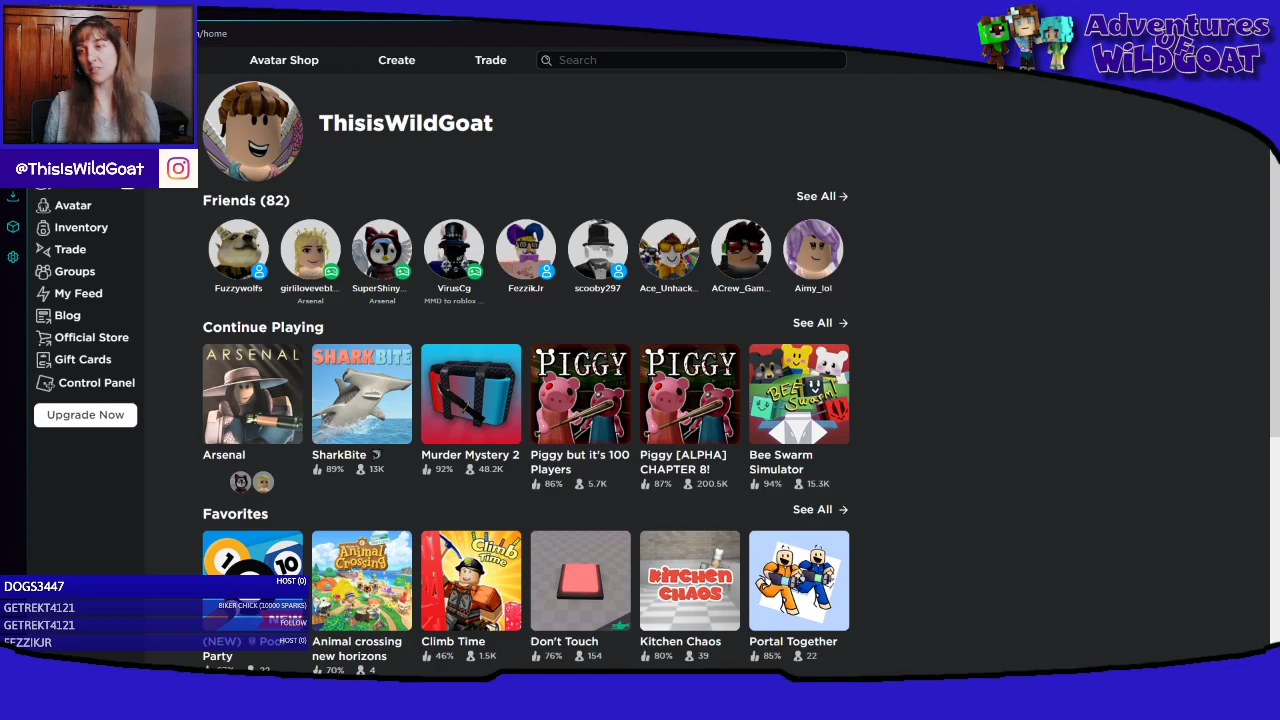 /home
Avatar Shop
Create
Trade
Search
Adventures
OF
WiLDGOAT
ThisisWildGoat
@ThisIsWildGoat
Avatar
Inventory
Trade
Groups
My Feed
Blog
Official Store
Gift Cards
Control Panel
Upgrade Now
Friends (82)
See All
Fuzzywolfs
girlilovevebt...
Arsenal
SuperShiny...
Arsenal
VirusCg
MMD to roblox ...
FezzikJr
scooby297
Ace_Unhack...
ACrew_Gam...
Aimy_lol
Continue Playing
See All
ARSENAL
SHARKBITE
PIGGY
PIGGY
BEE
Swarm!
Arsenal
SharkBite
89% 13K
Murder Mystery 2
92% 48.2K
Piggy but it's 100
Players
86% 5.7K
Piggy [ALPHA]
CHAPTER 8!
87% 200.5K
Bee Swarm
Simulator
94% 15.3K
Favorites
See All
1
10
Animal
Crossing
Climb
Time
KITCHEN
CHAOS
Party
Animal crossing
new horizons
70% 4
Climb Time
46% 1.5K
Don't Touch
76% 154
Kitchen Chaos
80% 39
Portal Together
85% 22
DOGS3447
HOST (0)
GETREKT4121
BIKER CHICK (10000 SPARKS)
GETREKT4121
FOLLOW
FEZZIKJR
HOST (0)